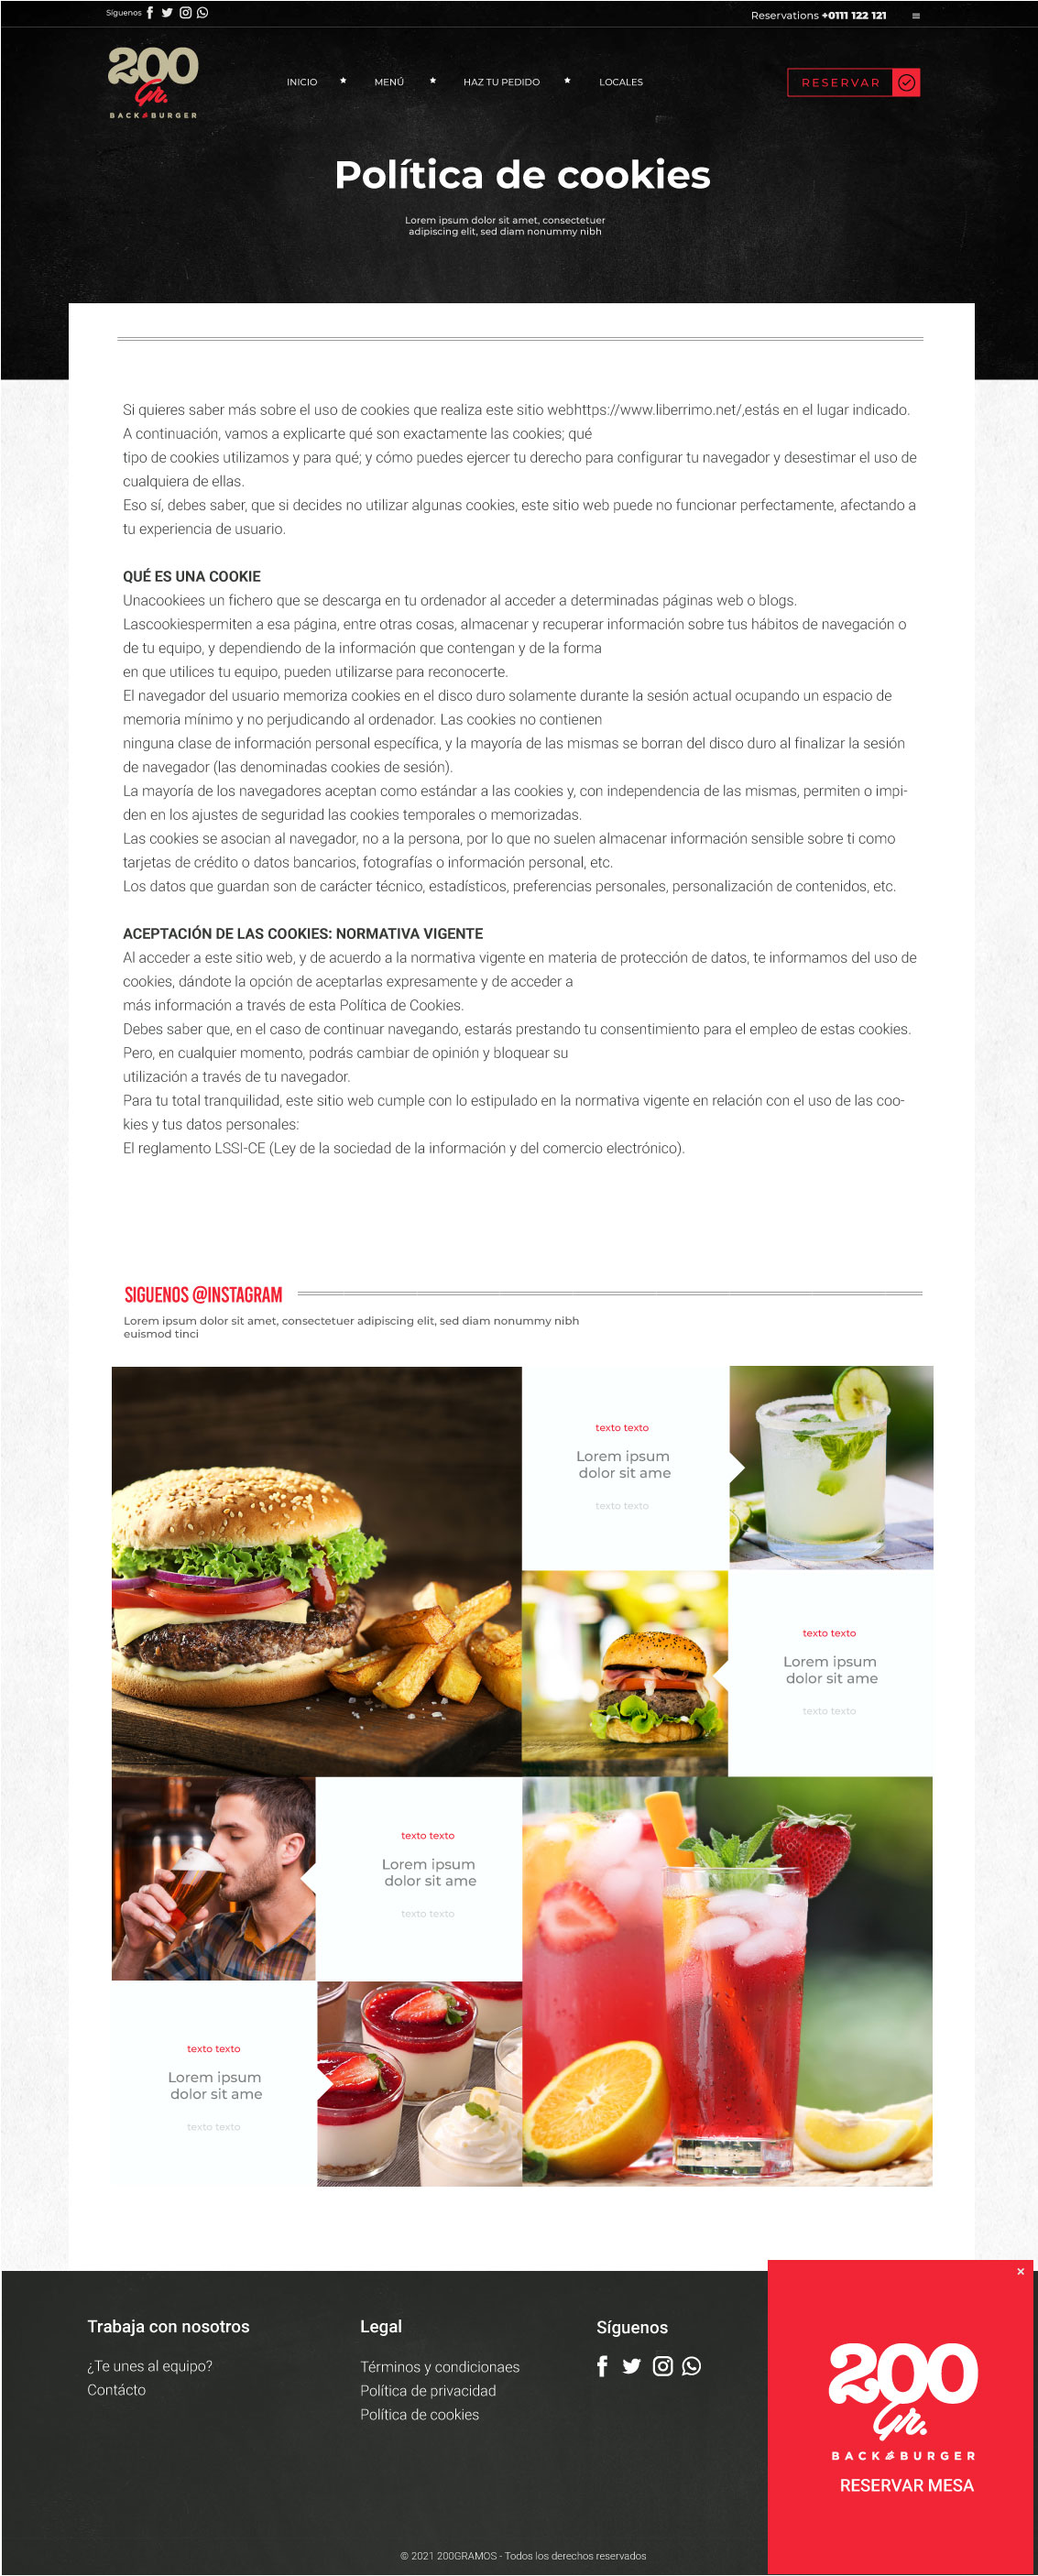 Síguenos
Reservations +0111 122 121
200
Gr.
BACK BURGER
INICIO
MENÚ
HAZ TU PEDIDO
LOCALES
RESERVAR
Política de cookies
Lorem ipsum dolor sit amet, consectetuer
adipiscing elit, sed diam nonummy nibh
Si quieres saber más sobre el uso de cookies que realiza este sitio webhttps://www.liberrimo.net/,estás en el lugar indicado.
A continuación, vamos a explicarte qué son exactamente las cookies; qué
tipo de cookies utilizamos y para qué; y cómo puedes ejercer tu derecho para configurar tu navegador y desestimar el uso de
cualquiera de ellas.
Eso sí, debes saber, que si decides no utilizar algunas cookies, este sitio web puede no funcionar perfectamente, afectando a
tu experiencia de usuario.
QUÉ ES UNA COOKIE
Unacookiees un fichero que se descarga en tu ordenador al acceder a determinadas páginas web o blogs.
Lascookiespermiten a esa página, entre otras cosas, almacenar y recuperar información sobre tus hábitos de navegación o
de tu equipo, y dependiendo de la información que contengan y de la forma
en que utilices tu equipo, pueden utilizarse para reconocerte.
El navegador del usuario memoriza cookies en el disco duro solamente durante la sesión actual ocupando un espacio de
memoria mínimo y no perjudicando al ordenador. Las cookies no contienen
ninguna clase de información personal específica, y la mayoría de las mismas se borran del disco duro al finalizar la sesión
de navegador (las denominadas cookies de sesión).
La mayoría de los navegadores aceptan como estándar a las cookies y, con independencia de las mismas, permiten o impi-
den en los ajustes de seguridad las cookies temporales o memorizadas.
Las cookies se asocian al navegador, no a la persona, por lo que no suelen almacenar información sensible sobre ti como
tarjetas de crédito o datos bancarios, fotografías o información personal, etc.
Los datos que guardan son de carácter técnico, estadísticos, preferencias personales, personalización de contenidos, etc.
ACEPTACIÓN DE LAS COOKIES: NORMATIVA VIGENTE
Al acceder a este sitio web, y de acuerdo a la normativa vigente en materia de protección de datos, te informamos del uso de
cookies, dándote la opción de aceptarlas expresamente y de acceder a
más información a través de esta Política de Cookies.
Debes saber que, en el caso de continuar navegando, estarás prestando tu consentimiento para el empleo de estas cookies.
Pero, en cualquier momento, podrás cambiar de opinión y bloquear su
utilización a través de tu navegador.
Para tu total tranquilidad, este sitio web cumple con lo estipulado en la normativa vigente en relación con el uso de las coo-
kies y tus datos personales:
El reglamento LSSI-CE (Ley de la sociedad de la información y del comercio electrónico).
SIGUENOS @INSTAGRAM
Lorem ipsum dolor sit amet, consectetuer adipiscing elit, sed diam nonummy nibh
euismod tinci
texto texto
Lorem ipsum
dolor sit ame
texto texto
texto texto
Lorem ipsum
dolor sit ame
texto texto
texto texto
Lorem ipsum
dolor sit ame
texto texto
texto texto
Lorem ipsum
dolor sit ame
texto texto
Trabaja con nosotros
¿Te unes al equipo?
Contácto
Legal
Términos y condicionaes
Política de privacidad
Política de cookies
Síguenos
200
Gr.
BACK BURGER
RESERVAR MESA
© 2021 200GRAMOS - Todos los derechos reservados